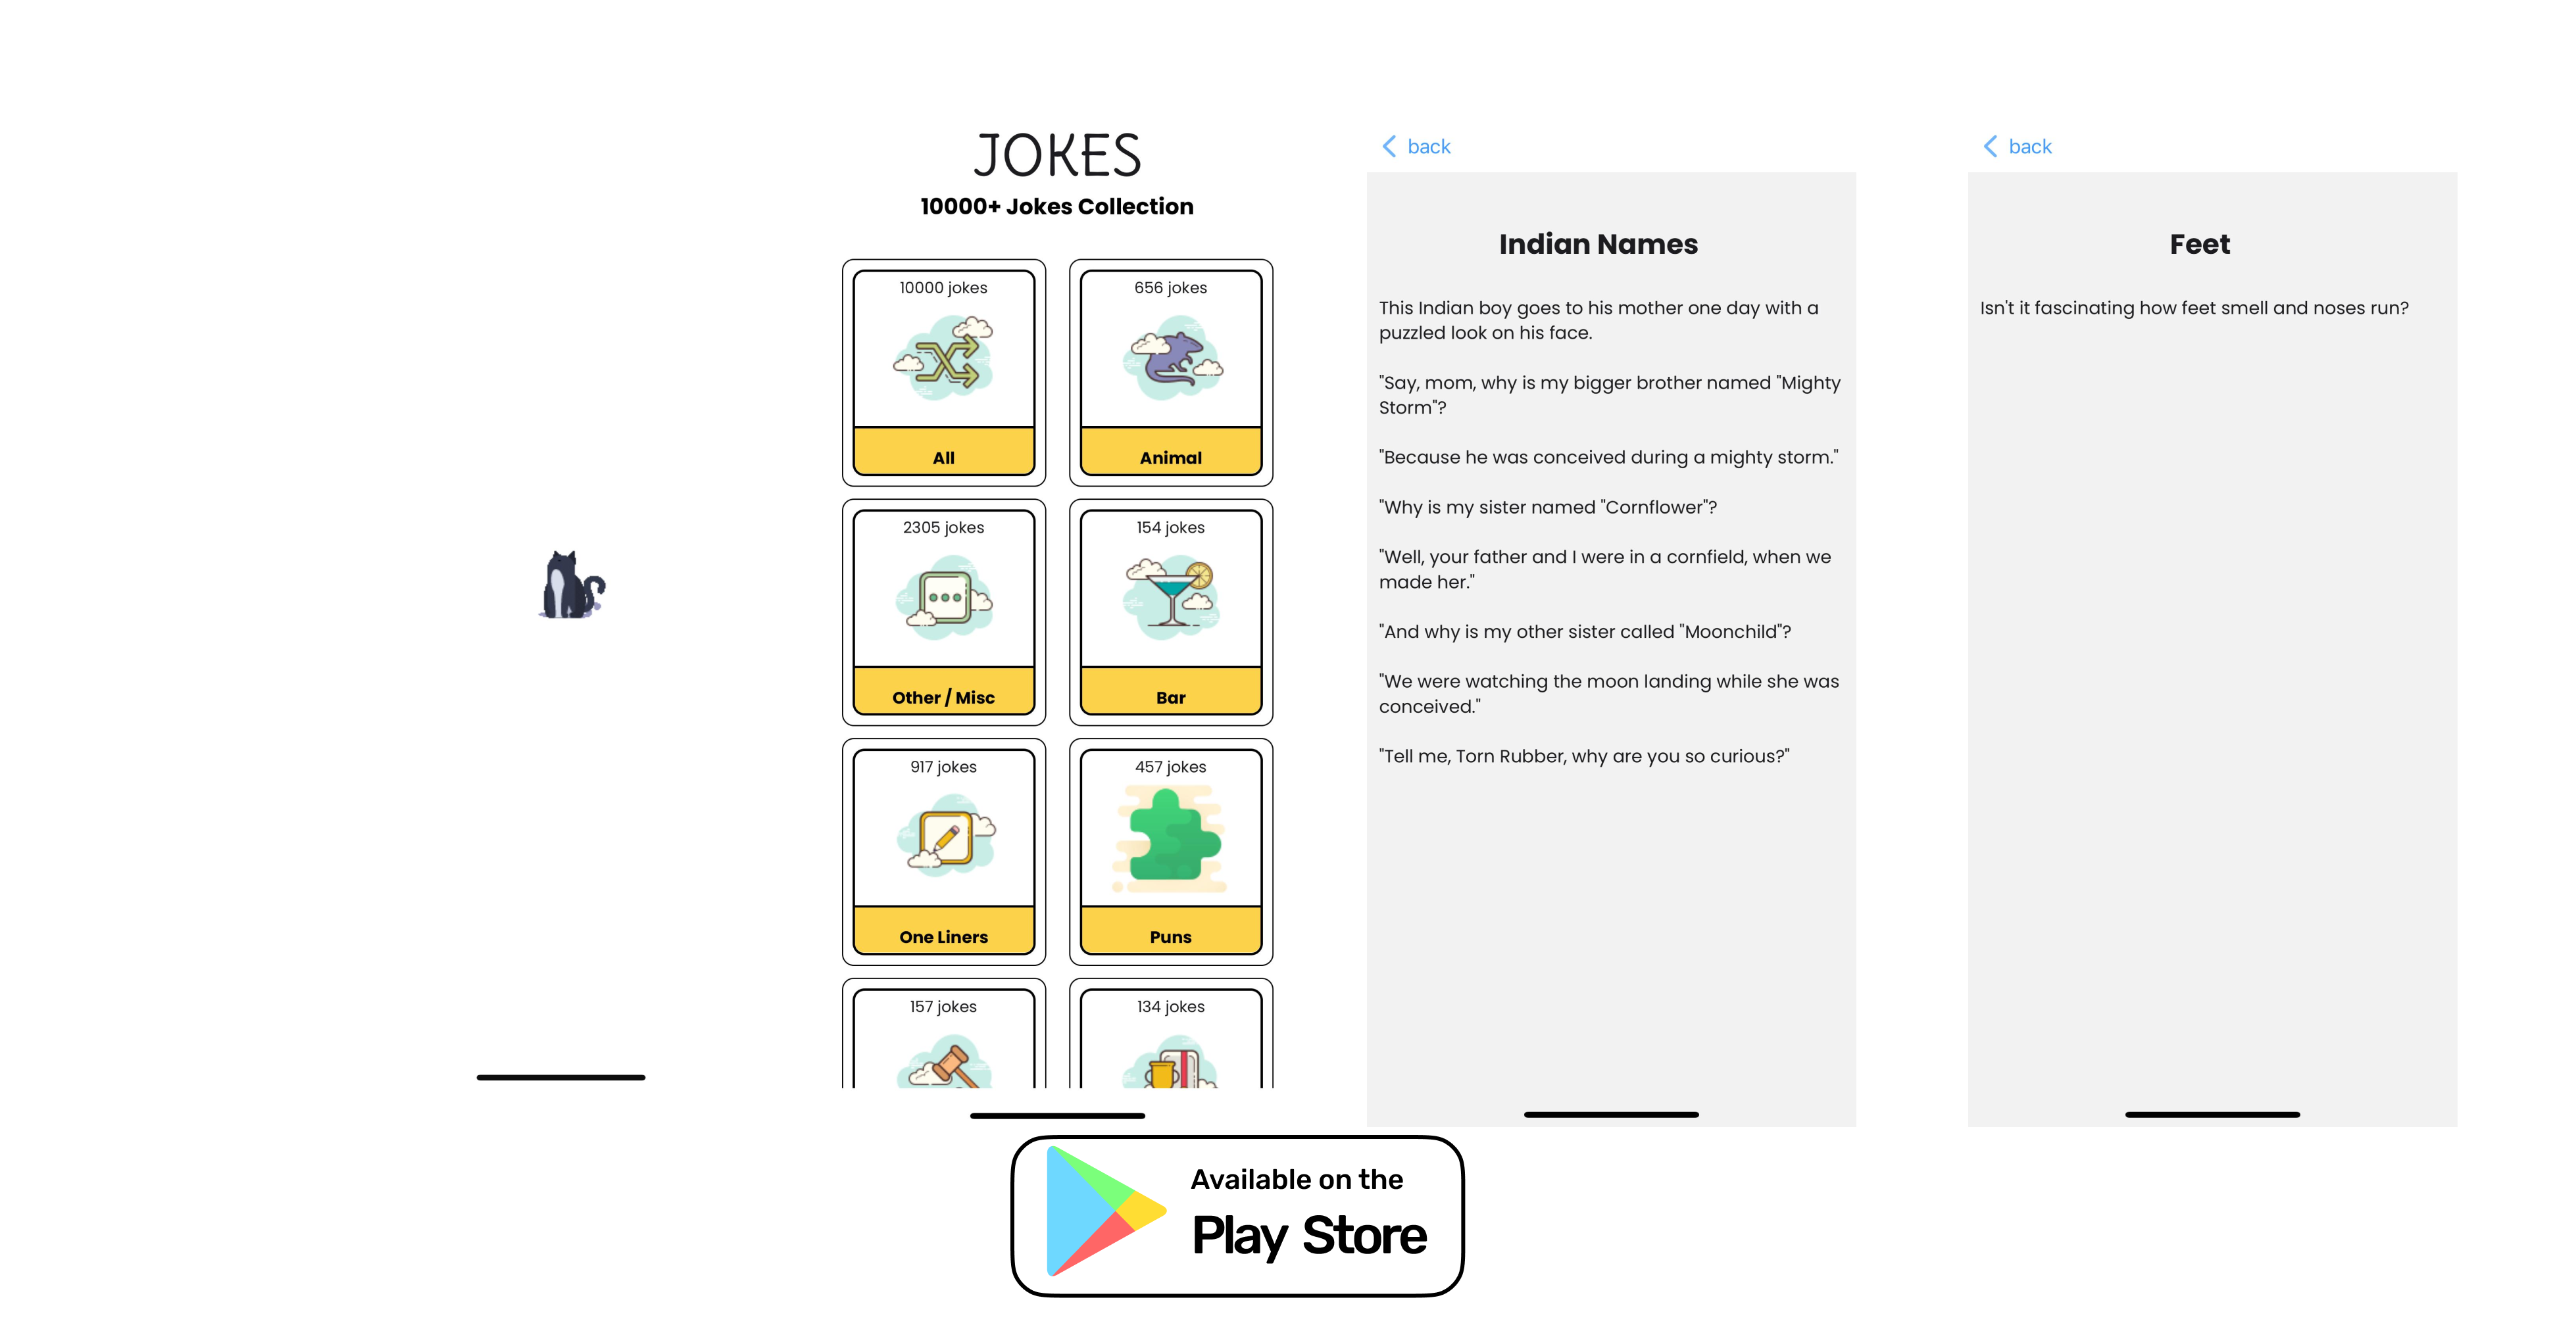 JOKES
10000+ Jokes Collection
10000 jokes
All
656 jokes
Animal
2305 jokes
Other / Misc
154 jokes
Bar
917 jokes
One Liners
457 jokes
Puns
157 jokes
134 jokes
back
Indian Names
This Indian boy goes to his mother one day with a
puzzled look on his face.
"Say, mom, why is my bigger brother named "Mighty
Storm"?
"Because he was conceived during a mighty storm."
"Why is my sister named "Cornflower"?
"Well, your father and I were in a cornfield, when we
made her."
"And why is my other sister called "Moonchild"?
"We were watching the moon landing while she was
conceived."
"Tell me, Torn Rubber, why are you so curious?"
back
Feet
Isn't it fascinating how feet smell and noses run?
Available on the
Play Store